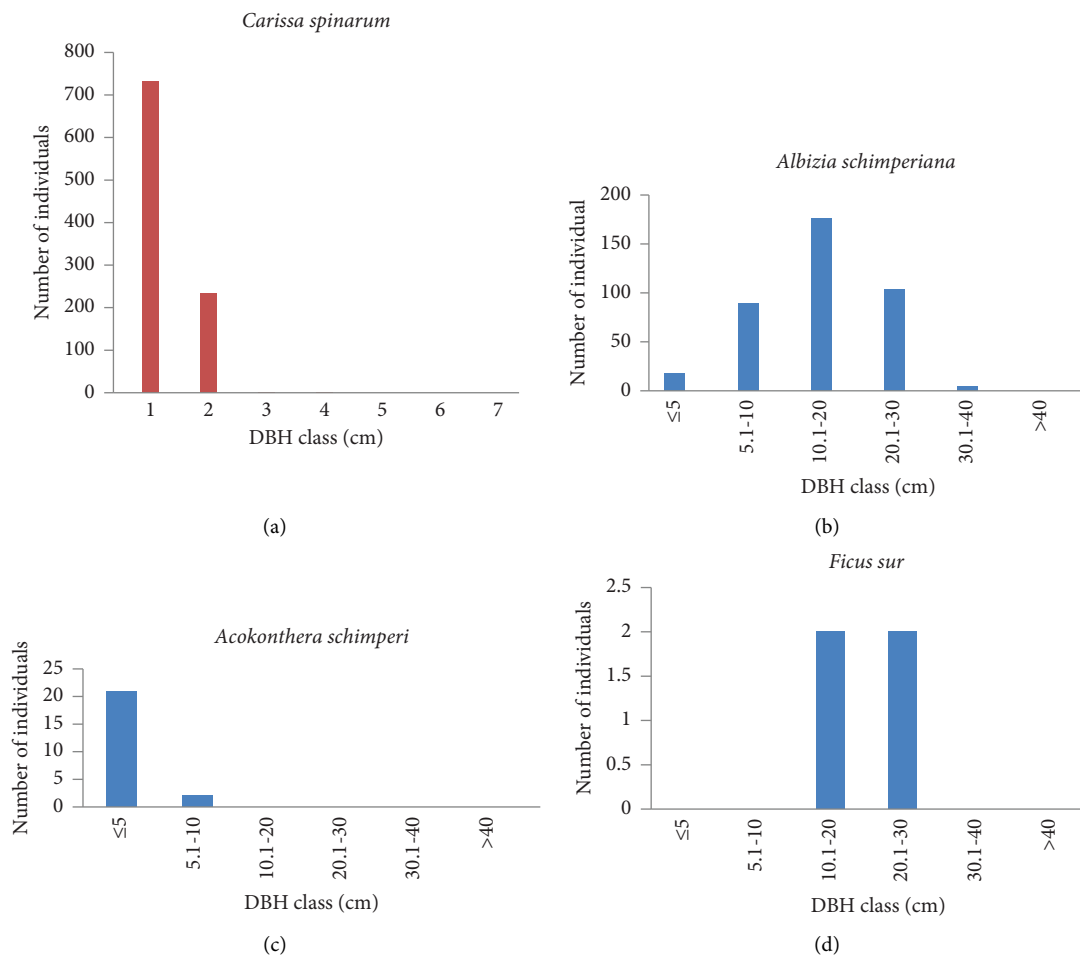 Carissa spinarum
800
700
600
500
400
300
200
100
0
Number of individuals
1 2 3 4 5 6 7
DBH class (cm)
(a)
Albizia schimperiana
200
150
100
50
0
Number of individual
≤5 5.1-10 10.1-20 20.1-30 30.1-40 >40
DBH class (cm)
(b)
Acokonthera schimperi
25
20
15
10
5
0
Number of individuals
≤5 5.1-10 10.1-20 20.1-30 30.1-40 >40
DBH class (cm)
(c)
Ficus sur
2.5
2
1.5
1
0.5
0
Number of individuals
≤5 5.1-10 10.1-20 20.1-30 30.1-40 >40
DBH class (cm)
(d)